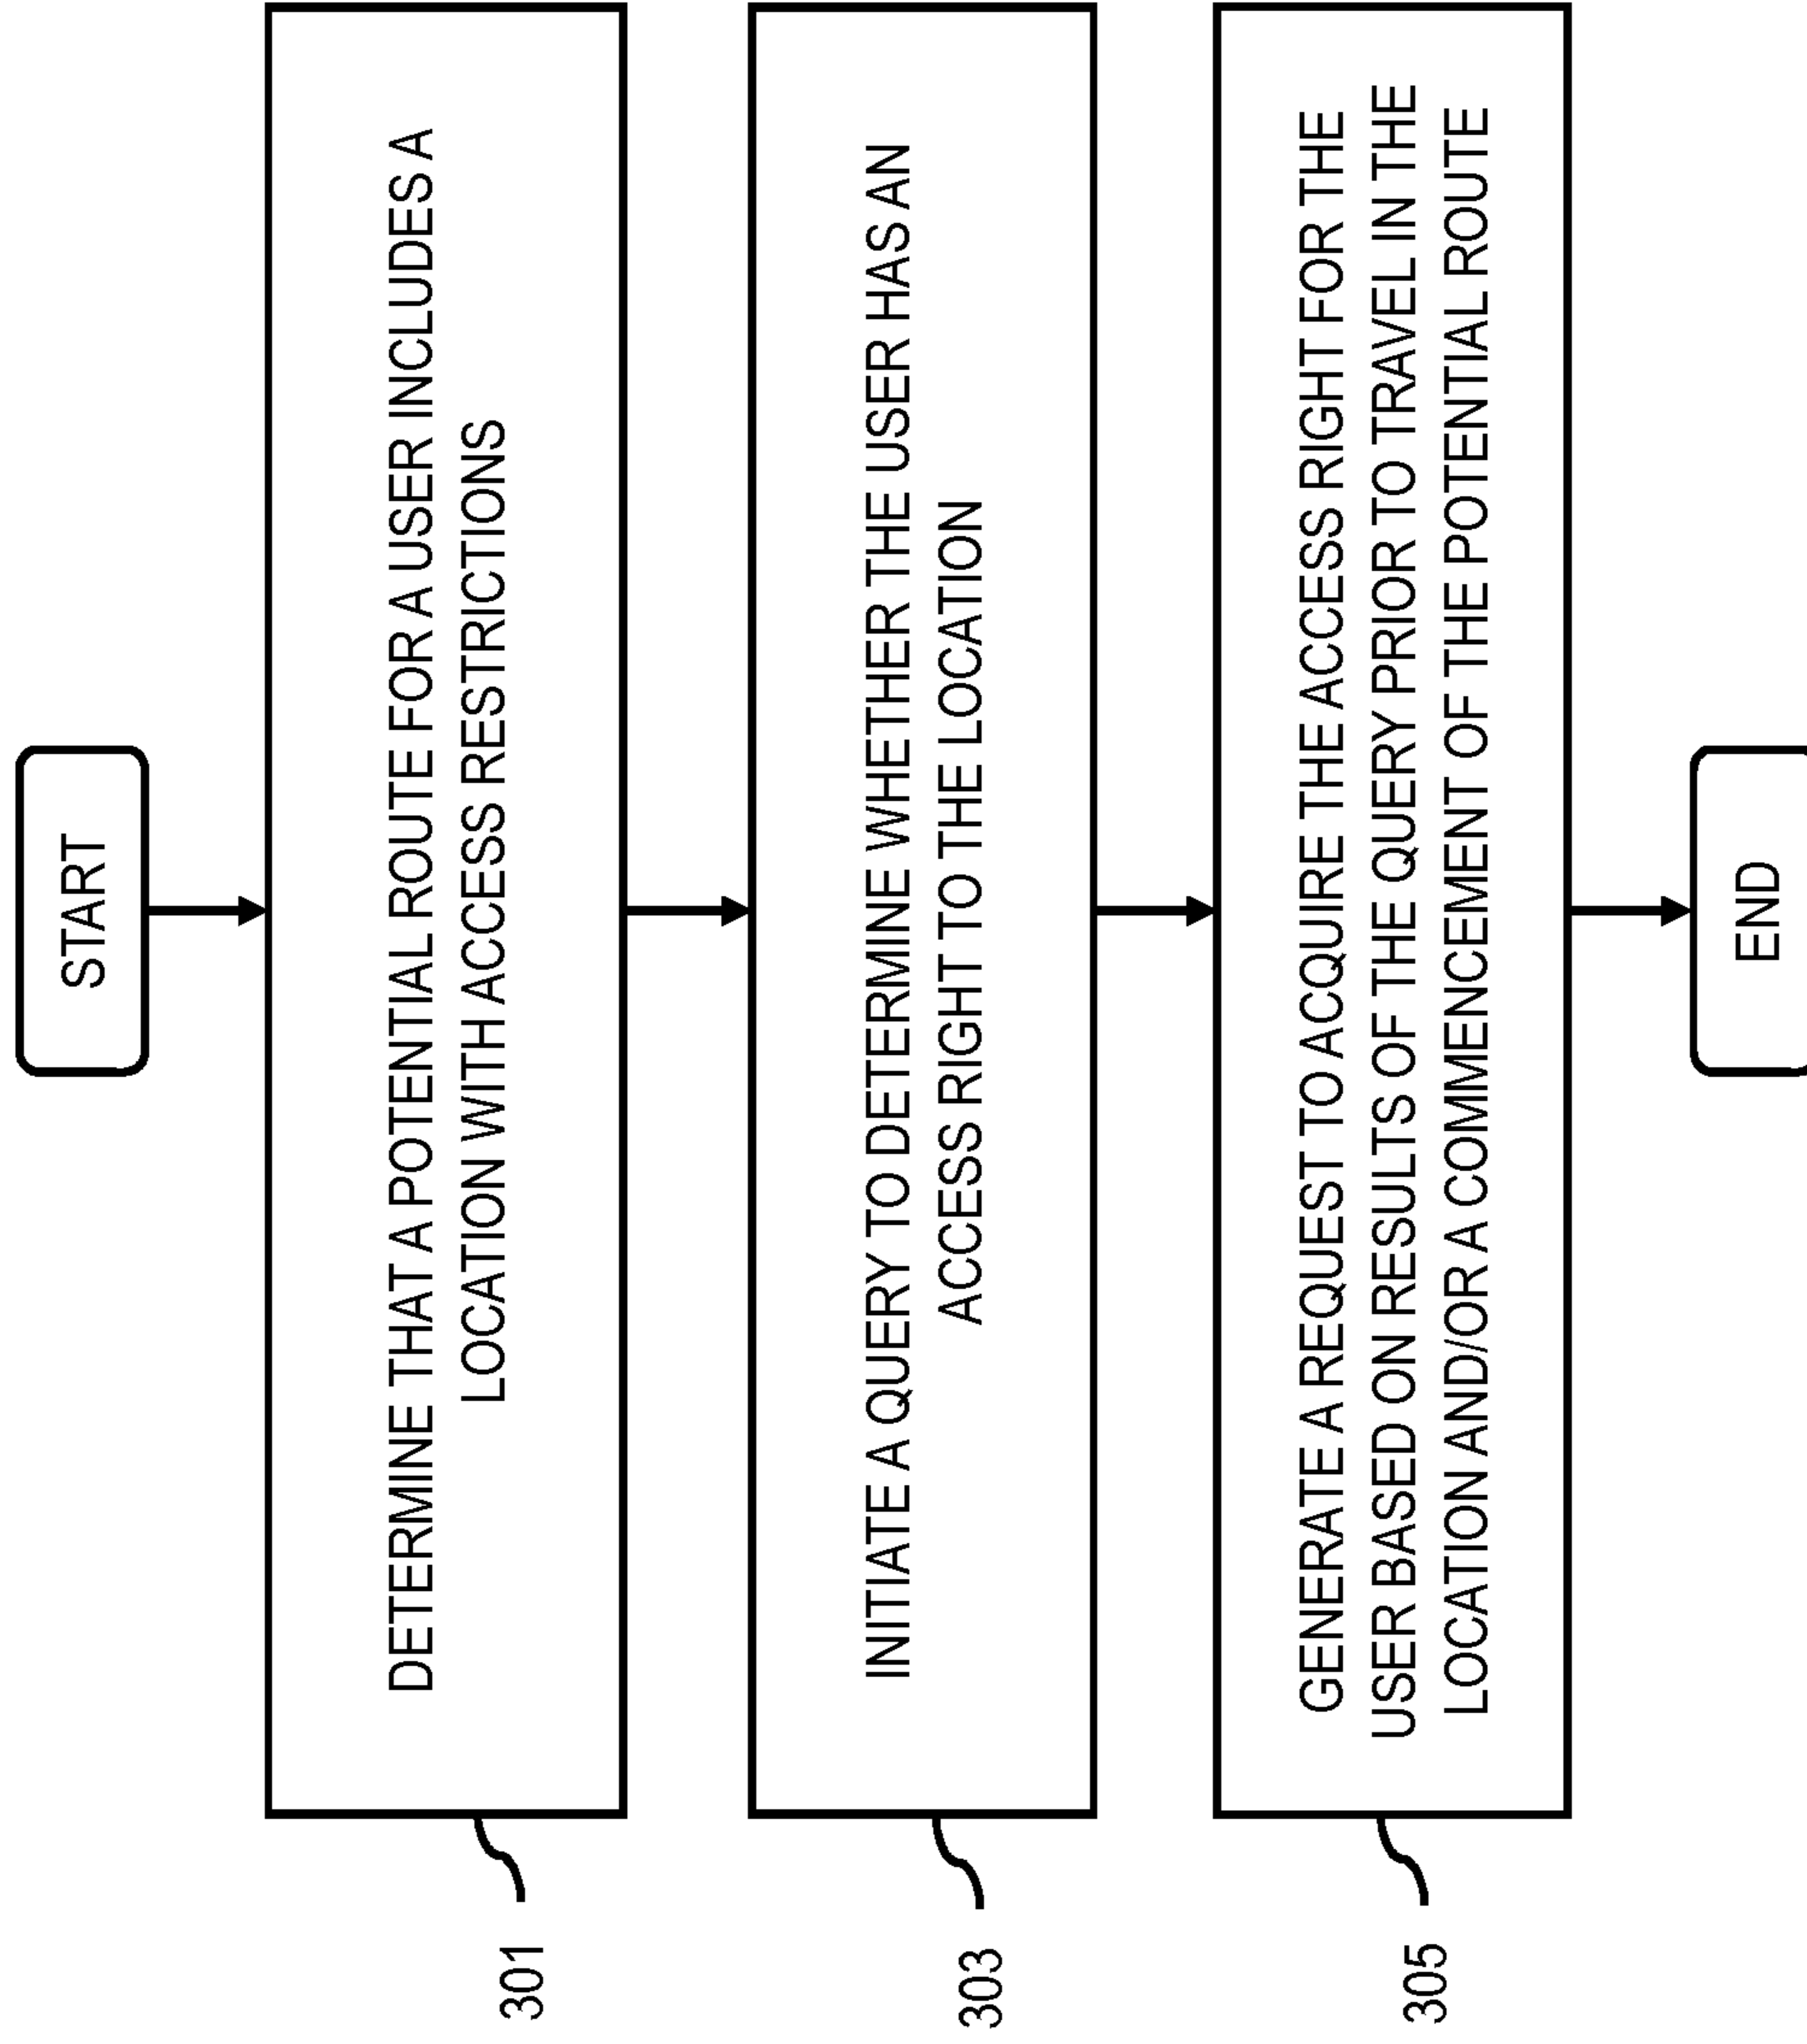 START
DETERMINE THAT A POTENTIAL ROUTE FOR A USER INCLUDES A
LOCATION WITH ACCESS RESTRICTIONS
301
INITIATE A QUERY TO DETERMINE WHETHER THE USER HAS AN
ACCESS RIGHT TO THE LOCATION
303
GENERATE A REQUEST TO ACQUIRE THE ACCESS RIGHT FOR THE
USER BASED ON RESULTS OF THE QUERY PRIOR TO TRAVEL IN THE
LOCATION AND/OR A COMMENCEMENT OF THE POTENTIAL ROUTE
305
END